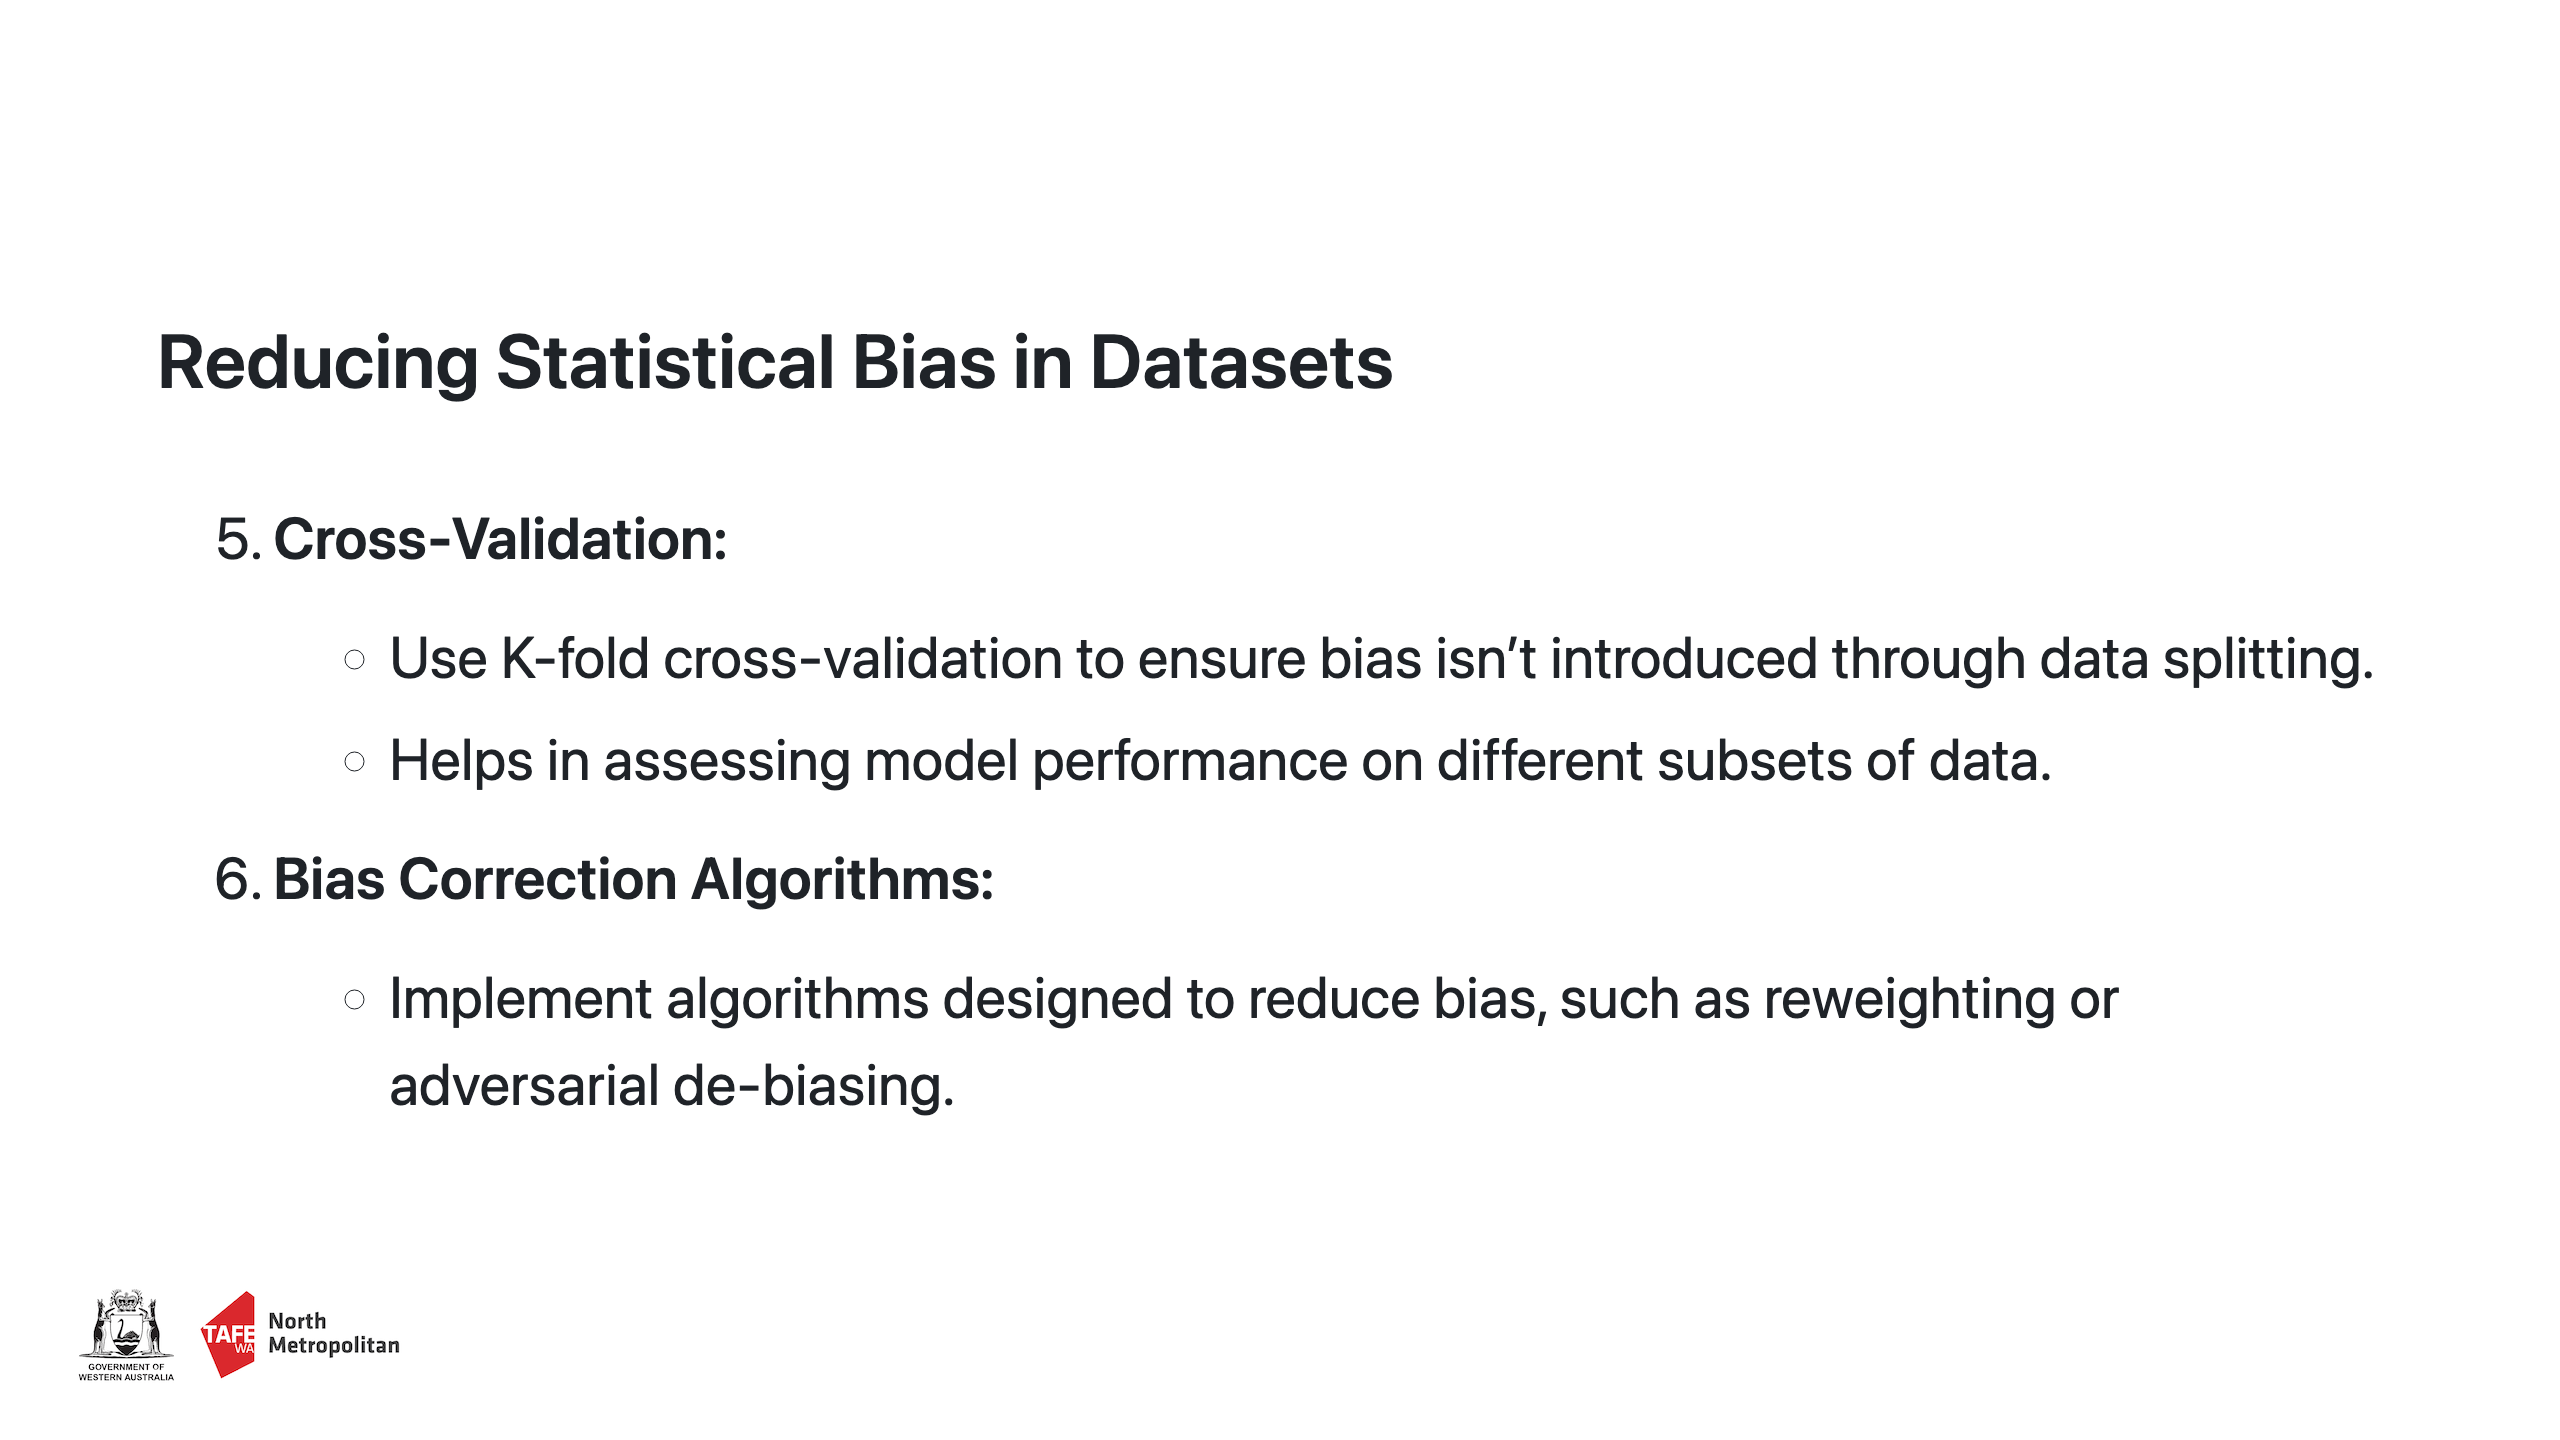 Reducing Statistical Bias in Datasets
5. Cross-Validation:
○ Use K-fold cross-validation to ensure bias isn’t introduced through data splitting.
○ Helps in assessing model performance on different subsets of data.
6. Bias Correction Algorithms:
○ Implement algorithms designed to reduce bias, such as reweighting or
adversarial de-biasing.
GOVERNMENT OF
WESTERN AUSTRALIA
TAFE
WA
North
Metropolitan